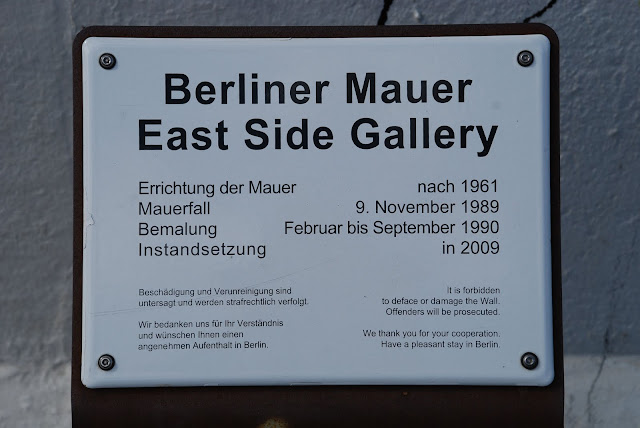 Berliner Mauer
East Side Gallery
Errichtung der Mauer nach 1961
Mauerfall 9. November 1989
Bemalung Februar bis September 1990
Instandsetzung in 2009
Beschädigung und Verunreinigung sind
untersagt und werden strafrechtlich verfolgt.
Wir bedanken uns für Ihr Verständnis
und wünschen Ihnen einen
angenehmen Aufenthalt in Berlin.
It is forbidden
to deface or damage the Wall.
Offenders will be prosecuted.
We thank you for your cooperation.
Have a pleasant stay in Berlin.